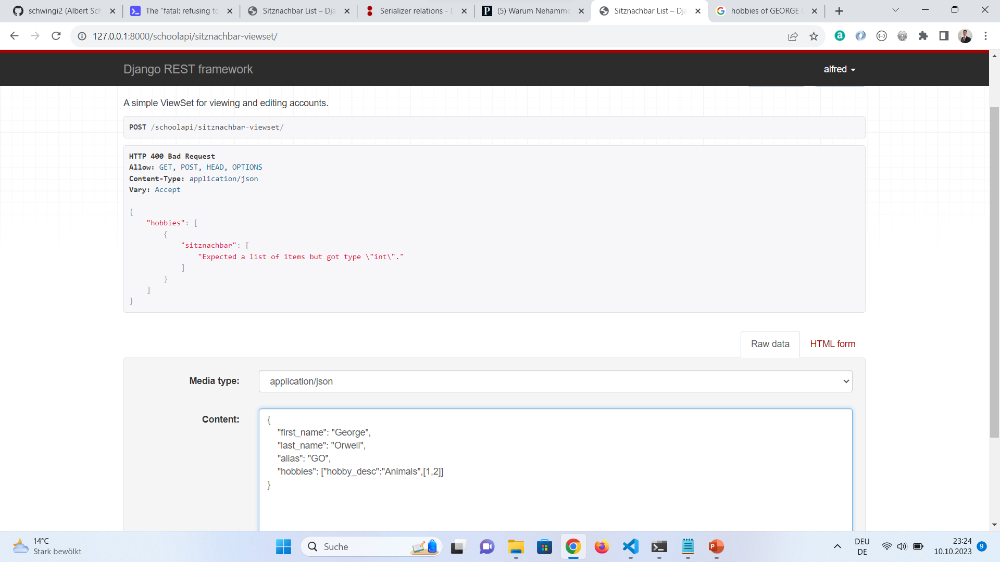 schwingi2 (Albert Sch
The “fatal: refusing to
Sitznachbar List – Dja
Serializer relations - D
(5) Warum Nehamme
Sitznachbar List – Dja
hobbies of GEORGE
127.0.0.1:8000/schoolapi/sitznachbar-viewset/
Django REST framework
alfred
A simple ViewSet for viewing and editing accounts.
POST /schoolapi/sitznachbar-viewset/
HTTP 400 Bad Request
Allow: GET, POST, HEAD, OPTIONS
Content-Type: application/json
Vary: Accept
{
"hobbies": [
{
"sitznachbar": [
"Expected a list of items but got type \"int\"."
]
}
]
}
Raw data
HTML form
Media type:
application/json
Content:
{
"first_name": "George",
"last_name": "Orwell",
"alias": "GO",
"hobbies": ["hobby_desc":"Animals",[1,2]]
}
14°C
Stark bewölkt
Suche
DEU
DE
23:24
10.10.2023
9